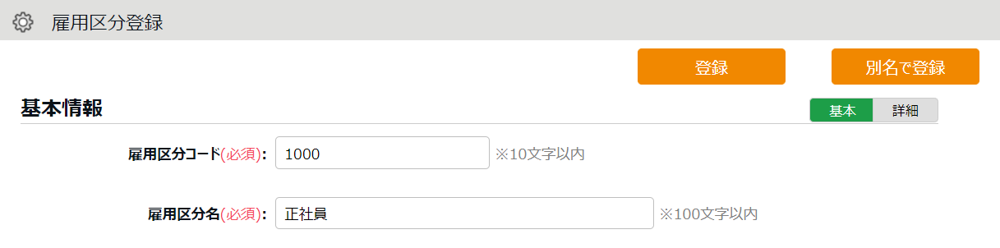 雇用区分登録
登録
別名で登録
基本情報
基本
詳細
雇用区分コード(必須): 1000 ※10文字以内
雇用区分名(必須): 正社員 ※100文字以内